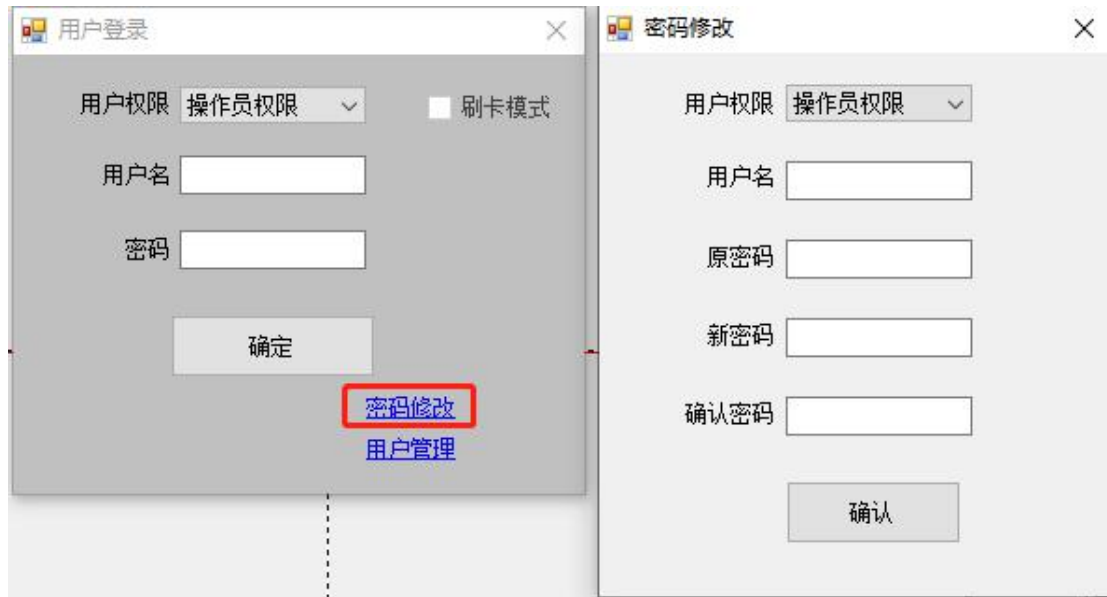 用户登录
用户权限 操作员权限 刷卡模式
用户名
密码
确定
密码修改
用户管理
密码修改
用户权限 操作员权限
用户名
原密码
新密码
确认密码
确认